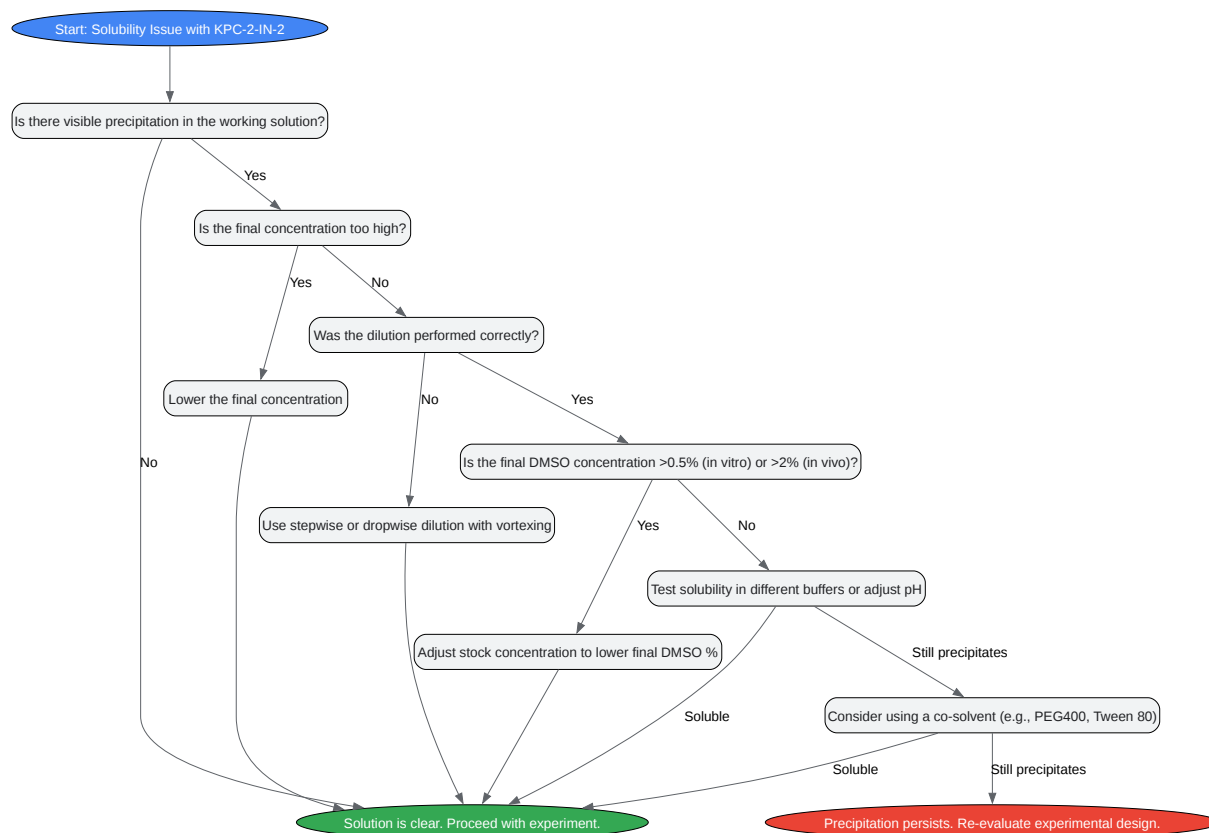 Start: Solubility Issue with KPC-2-IN-2
Is there visible precipitation in the working solution?
Yes
Is the final concentration too high?
Yes
No
Was the dilution performed correctly?
Lower the final concentration
No
Yes
No
Is the final DMSO concentration >0.5% (in vitro) or >2% (in vivo)?
Use stepwise or dropwise dilution with vortexing
Yes
No
Test solubility in different buffers or adjust pH
Adjust stock concentration to lower final DMSO %
Still precipitates
Soluble
Consider using a co-solvent (e.g., PEG400, Tween 80)
Soluble
Still precipitates
Solution is clear. Proceed with experiment.
Precipitation persists. Re-evaluate experimental design.